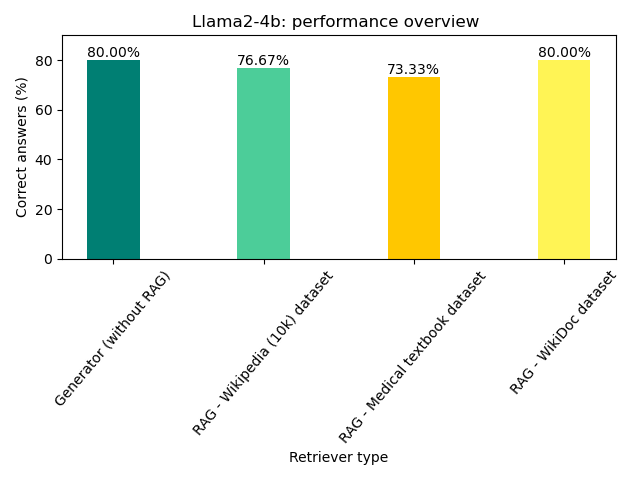 Llama2-4b: performance overview
80.00%
76.67%
73.33%
80.00%
Correct answers (%)
80
60
40
20
0
Generator (without RAG)
RAG - Wikipedia (10k) dataset
RAG - Medical textbook dataset
RAG - WikiDoc dataset
Retriever type